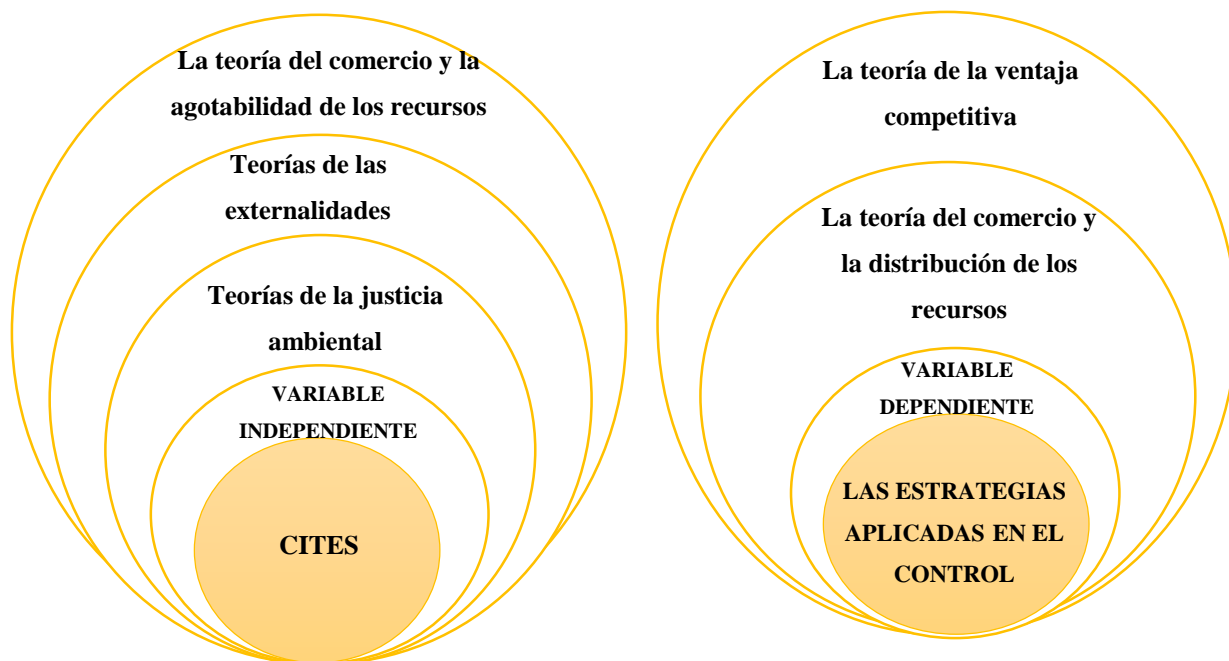 La teoría del comercio y la
agotabilidad de los recursos
Teorías de las
externalidades
Teorías de la justicia
ambiental
VARIABLE
INDEPENDIENTE
CITES
La teoría de la ventaja
competitiva
La teoría del comercio y
la distribución de los
recursos
VARIABLE
DEPENDIENTE
LAS ESTRATEGIAS
APLICADAS EN EL
CONTROL